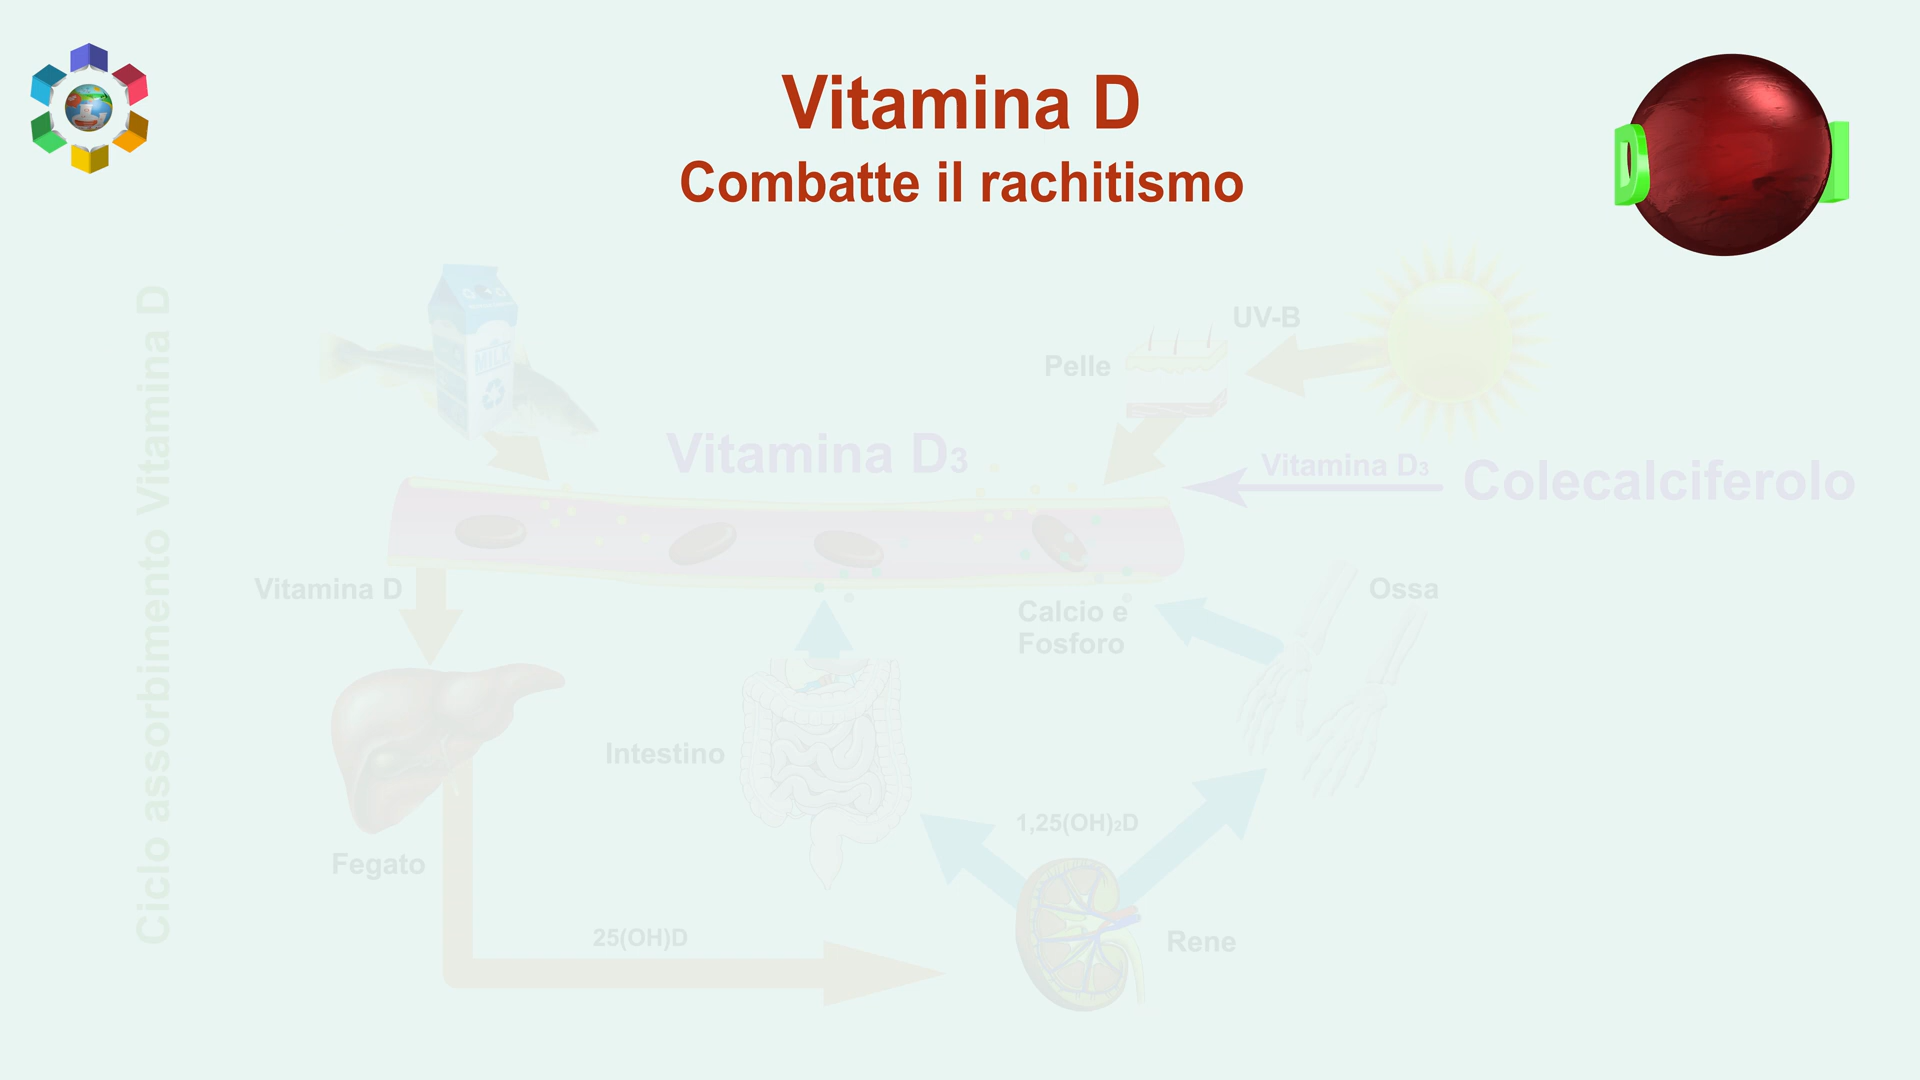 Vitamina D
Combatte il rachitismo
D
Ciclo assorbimento Vitamina D
MILK
UV-B
Pelle
Vitamina D₃
Vitamina D₃
Colecalciferolo
Vitamina D
Calcio e
Fosforo
Ossa
Intestino
1,25(OH)₂D
Fegato
25(OH)D
Rene